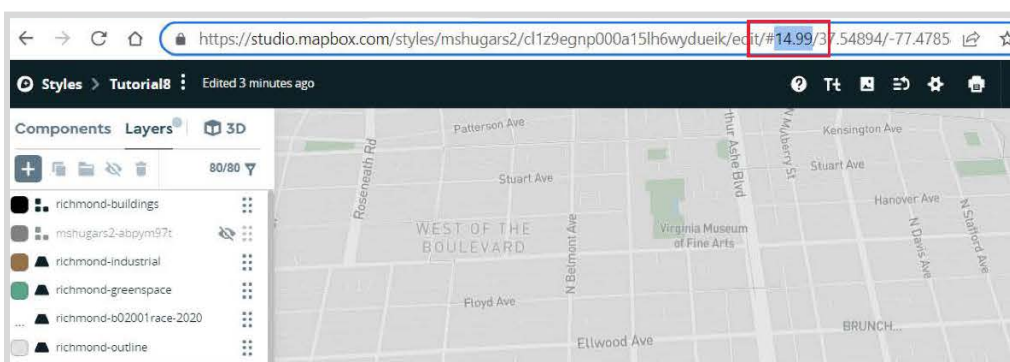 https://studio.mapbox.com/styles/mshugars2/cl1z9egnp000a15lh6wydueik/edit/#14.99/37.54894/-77.4785
Styles > Tutorial8 Edited 3 minutes ago
Tt
Components Layers 3D
80/80
richmond-buildings
mshugars2-abpym97t
richmond-industrial
richmond-greenspace
... richmond-b02001race-2020
richmond-outline
Patterson Ave
Roseneath Rd
Stuart Ave
WEST OF THE
BOULEVARD
N Belmont Ave
Floyd Ave
Ellwood Ave
Virginia Museum
of Fine Arts
thur Ashe Blvd
N Mulberry St
Kensington Ave
Stuart Ave
Hanover Ave
N Davis Ave
N Stafford Ave
BRUNCH...